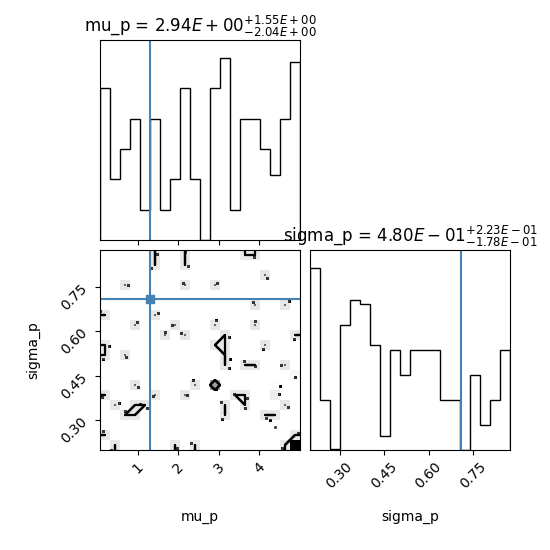 mu_p = 2.94E + 00 +1.55E+00 −2.04E+00
sigma_p = 4.80E − 01 +2.23E−01 −1.78E−01
sigma_p
0.75
0.60
0.45
0.30
1 2 3 4
0.30 0.45 0.60 0.75
mu_p
sigma_p